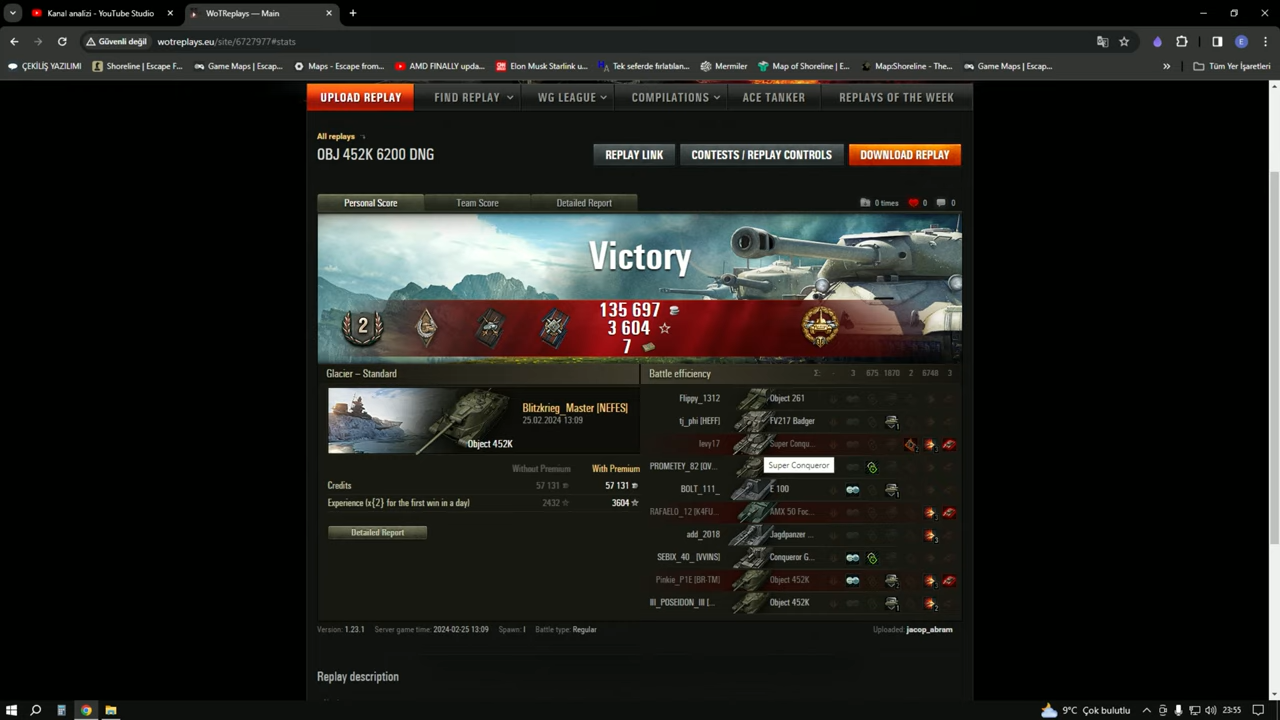 Kanal analizi - YouTube Studio
WoTReplays — Main
Güvenli değil
wotreplays.eu/site/6727977#stats
ÇEKİLİŞ YAZILIMI
Shoreline | Escape F...
Game Maps | Escap...
Maps - Escape from...
AMD FINALLY upda...
Elon Musk Starlink u...
Tek seferde fırlatılan...
Mermiler
Map of Shoreline | E...
Map:Shoreline - The...
Game Maps | Escap...
Tüm Yer İşaretleri
UPLOAD REPLAY
FIND REPLAY
WG LEAGUE
COMPILATIONS
ACE TANKER
REPLAYS OF THE WEEK
All replays
OBJ 452K 6200 DNG
REPLAY LINK
CONTESTS / REPLAY CONTROLS
DOWNLOAD REPLAY
Personal Score
Team Score
Detailed Report
0 times
0
0
Victory
2
135 697
3 604
7
Glacier – Standard
Battle efficiency
Σ: - 3 675 1870 2 6748 3
Blitzkrieg_Master [NEFES]
25.02.2024 13:09
Object 452K
Without Premium With Premium
Credits 57 131 57 131
Experience (x{2} for the first win in a day) 2432 3604
Detailed Report
Flippy_1312 Object 261
tj_phi [HEFF] FV217 Badger 1
levy17 Super Conqu... 2
Super Conqueror
PROMETEY_82 [QV...
BOLT_111_ E 100 1
RAFAELO_12 [K4FU... AMX 50 Foc...
add_2018 Jagdpanzer ... 3
SEBIX_40_ [VVINS] Conqueror G...
Pinkie_P1E [BR-TM] Object 452K
III_POSEIDON_III [... Object 452K 1 2
Version: 1.23.1 Server game time: 2024-02-25 13:09 Spawn: I Battle type: Regular
Uploaded: jacop_abram
Replay description
E
9°C Çok bulutlu
23:55